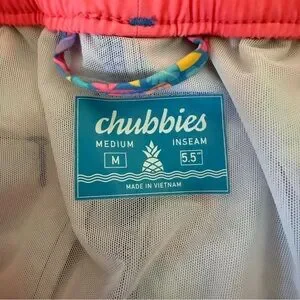 chubbies
MEDIUM INSEAM
M 5.5"
MADE IN VIETNAM